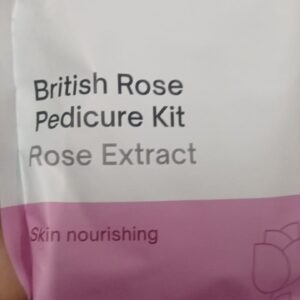 British Rose
Pedicure Kit
Rose Extract
Skin nourishing